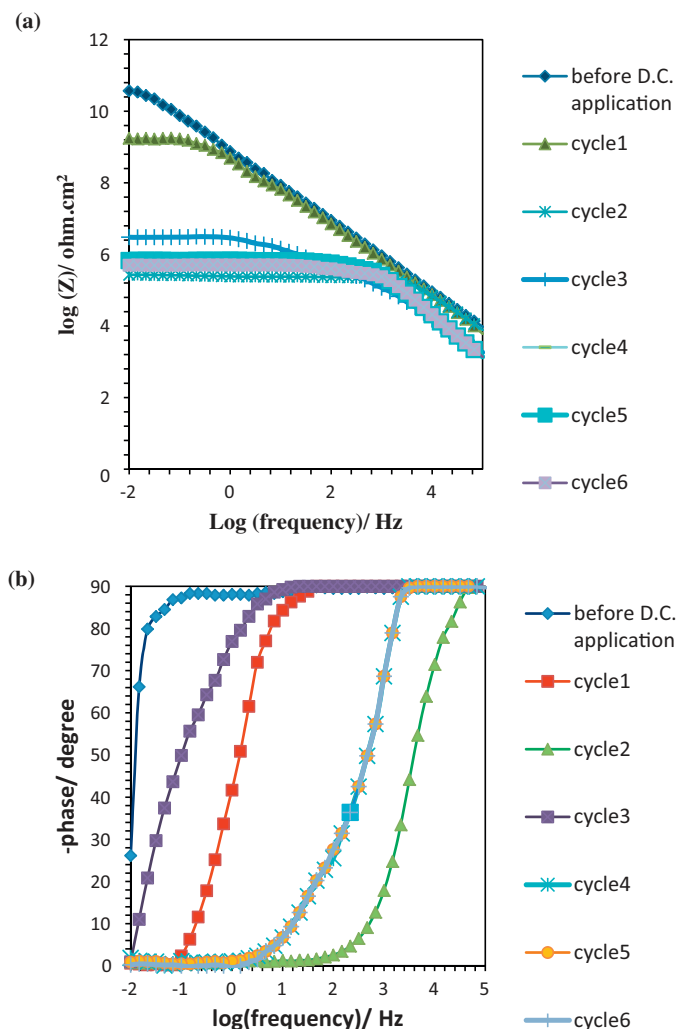 (a)
12
10
8
6
4
2
0
-2
0
2
4
log (Z)/ ohm.cm²
Log (frequency)/ Hz
before D.C.
application
cycle1
cycle2
cycle3
cycle4
cycle5
cycle6
(b)
90
80
70
60
50
40
30
20
10
0
-2
-1
0
1
2
3
4
5
-phase/ degree
log(frequency)/ Hz
before D.C.
application
cycle1
cycle2
cycle3
cycle4
cycle5
cycle6